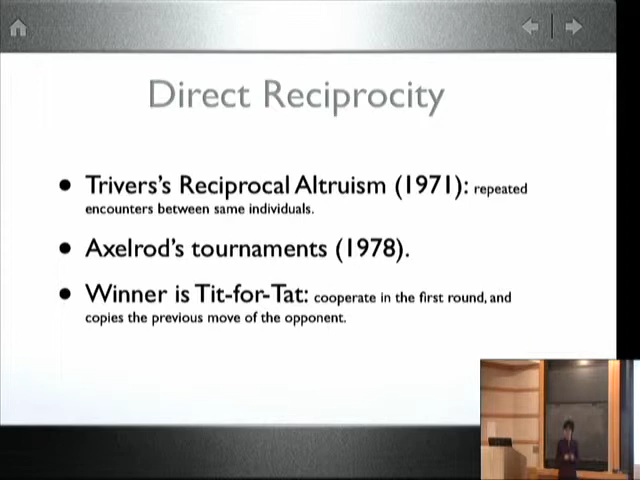 Direct Reciprocity
• Trivers's Reciprocal Altruism (1971): repeated
encounters between same individuals.
• Axelrod's tournaments (1978).
• Winner is Tit-for-Tat: cooperate in the first round, and
copies the previous move of the opponent.